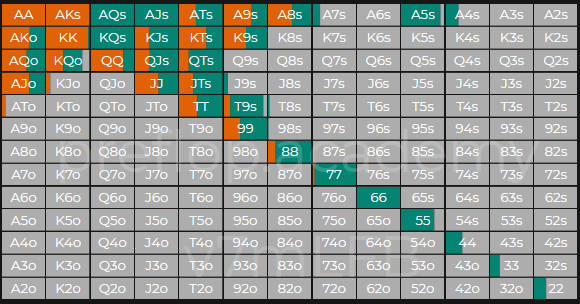 AA AKs AQs AJs ATs A9s A8s A7s A6s A5s A4s A3s A2s
AKo KK KQs KJs KTs K9s K8s K7s K6s K5s K4s K3s K2s
AQo KQo QQ QJs QTs Q9s Q8s Q7s Q6s Q5s Q4s Q3s Q2s
AJo KJo QJo JJ JTs J9s J8s J7s J6s J5s J4s J3s J2s
ATo KTo QTo JTo TT T9s T8s T7s T6s T5s T4s T3s T2s
A9o K9o Q9o J9o T9o 99 98s 97s 96s 95s 94s 93s 92s
A8o K8o Q8o J8o T8o 98o 88 87s 86s 85s 84s 83s 82s
preflop.academy
A7o K7o Q7o J7o T7o 97o 87o 77 76s 75s 74s 73s 72s
A6o K6o Q6o J6o T6o 96o 86o 76o 66 65s 64s 63s 62s
A5o K5o Q5o J5o T5o 95o 85o 75o 65o 55 54s 53s 52s
A4o K4o Q4o J4o T4o 94o 84o 74o 64o 54o 44 43s 42s
A3o K3o Q3o J3o T3o 93o 83o 73o 63o 53o 43o 33 32s
A2o K2o Q2o J2o T2o 92o 82o 72o 62o 52o 42o 32o 22